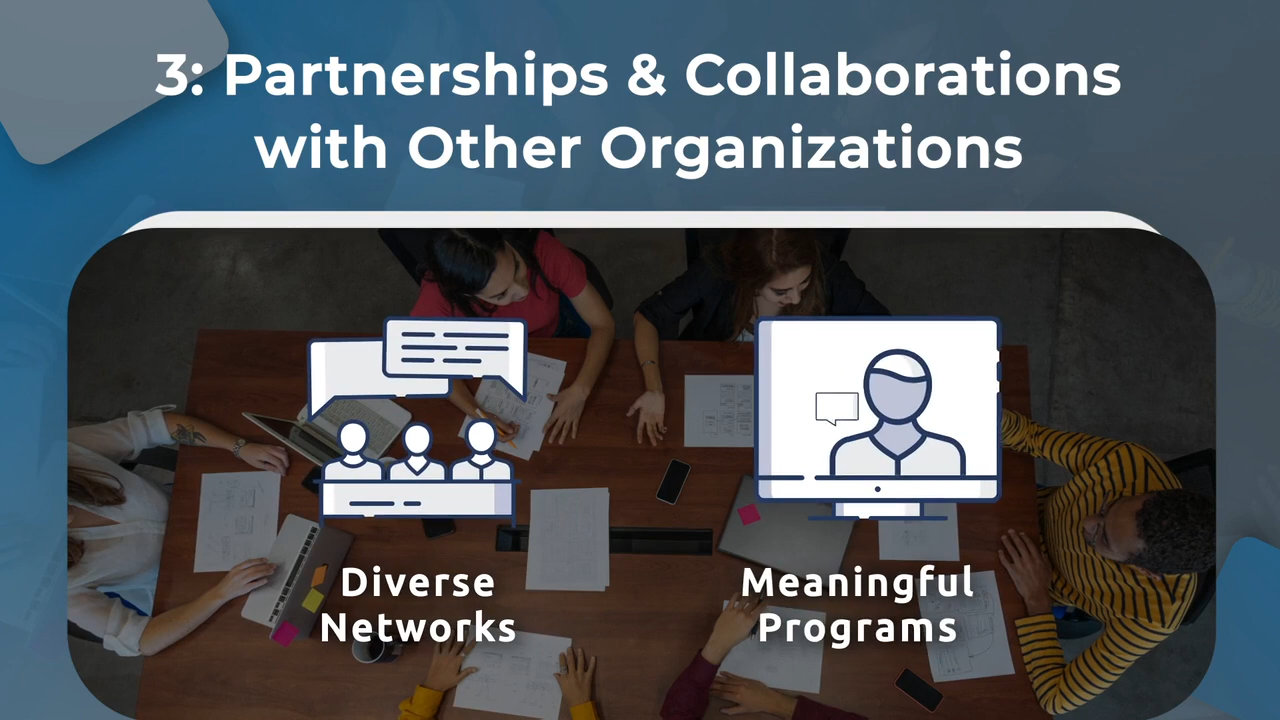 3: Partnerships & Collaborations
with Other Organizations
Diverse
Networks
Meaningful
Programs